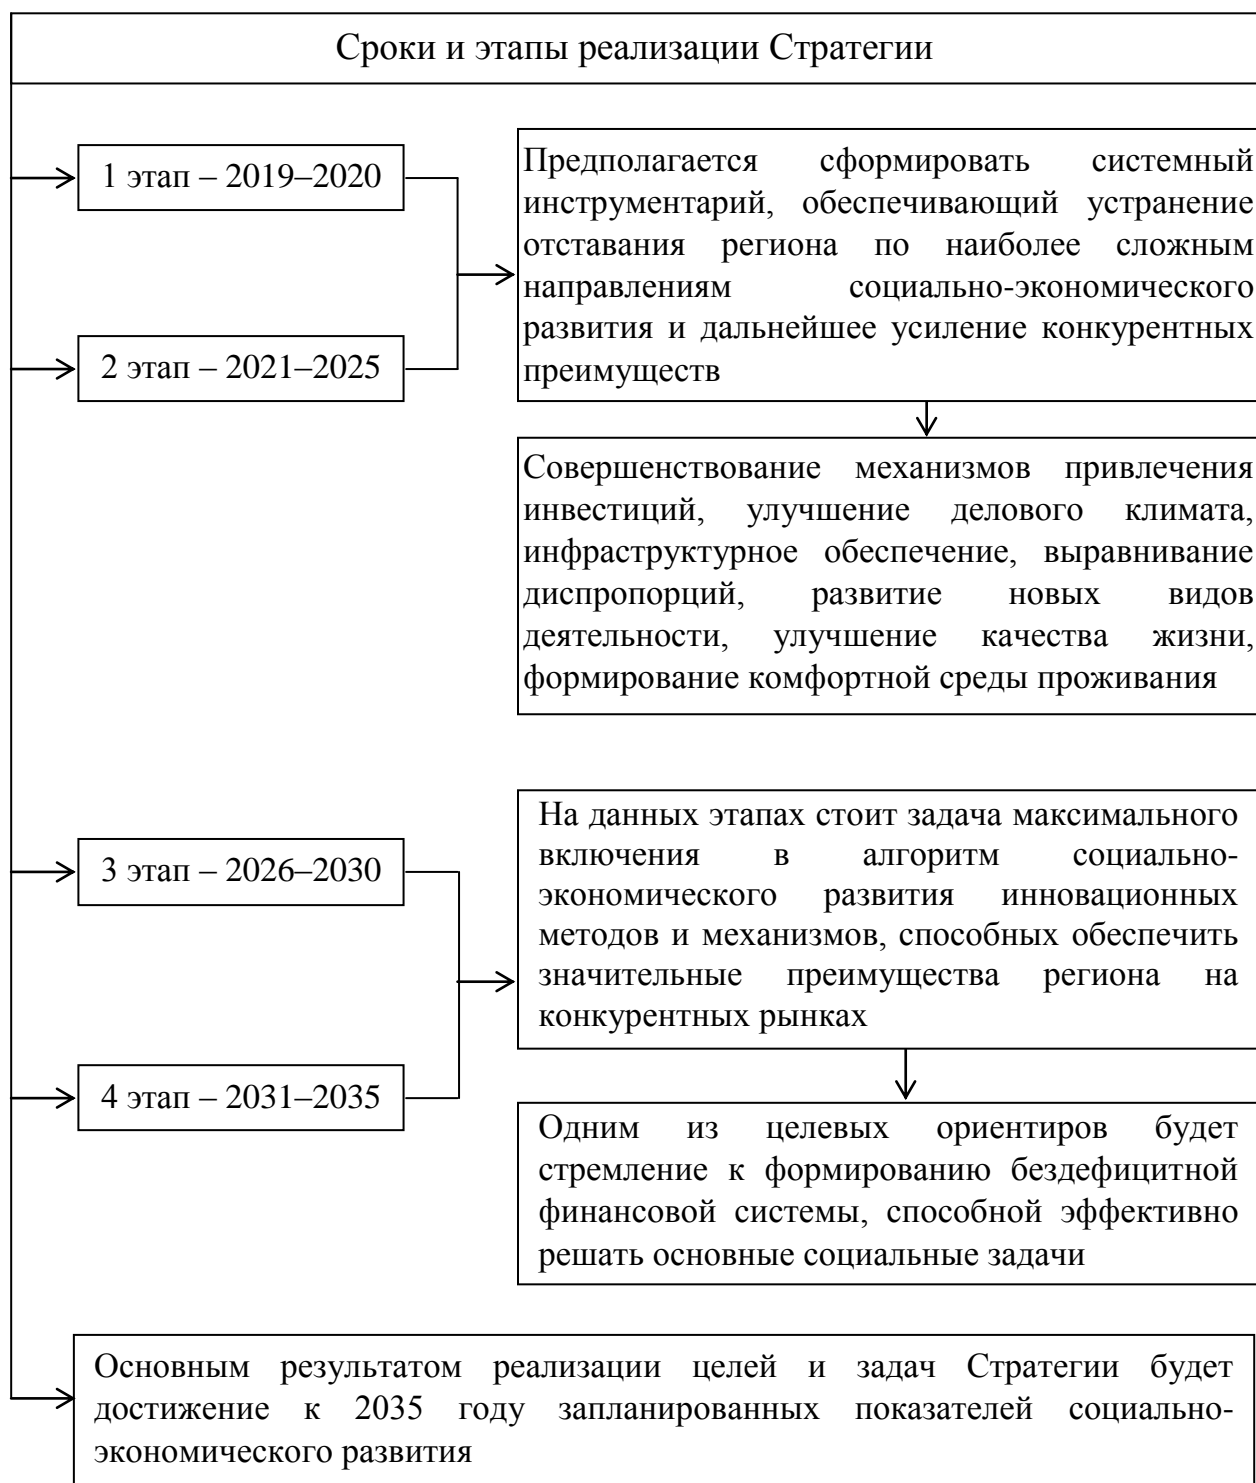 Сроки и этапы реализации Стратегии
1 этап – 2019–2020
2 этап – 2021–2025
Предполагается сформировать системный
инструментарий, обеспечивающий устранение
отставания региона по наиболее сложным
направлениям социально-экономического
развития и дальнейшее усиление конкурентных
преимуществ
Совершенствование механизмов привлечения
инвестиций, улучшение делового климата,
инфраструктурное обеспечение, выравнивание
диспропорций, развитие новых видов
деятельности, улучшение качества жизни,
формирование комфортной среды проживания
3 этап – 2026–2030
4 этап – 2031–2035
На данных этапах стоит задача максимального
включения в алгоритм социально-
экономического развития инновационных
методов и механизмов, способных обеспечить
значительные преимущества региона на
конкурентных рынках
Одним из целевых ориентиров будет
стремление к формированию бездефицитной
финансовой системы, способной эффективно
решать основные социальные задачи
Основным результатом реализации целей и задач Стратегии будет
достижение к 2035 году запланированных показателей социально-
экономического развития